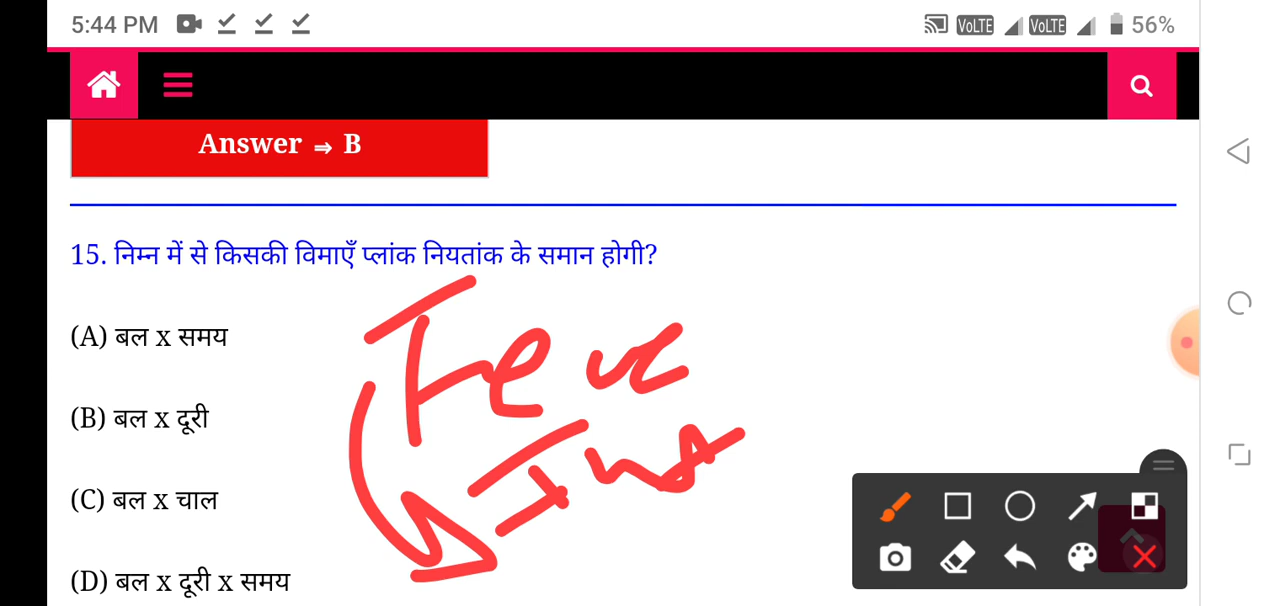 5:44 PM VoLTE VoLTE 56%
Answer ⇒ B
15. निम्न में से किसकी विमाएँ प्लांक नियतांक के समान होगी?
(A) बल x समय
(B) बल x दूरी
(C) बल x चाल
(D) बल x दूरी x समय